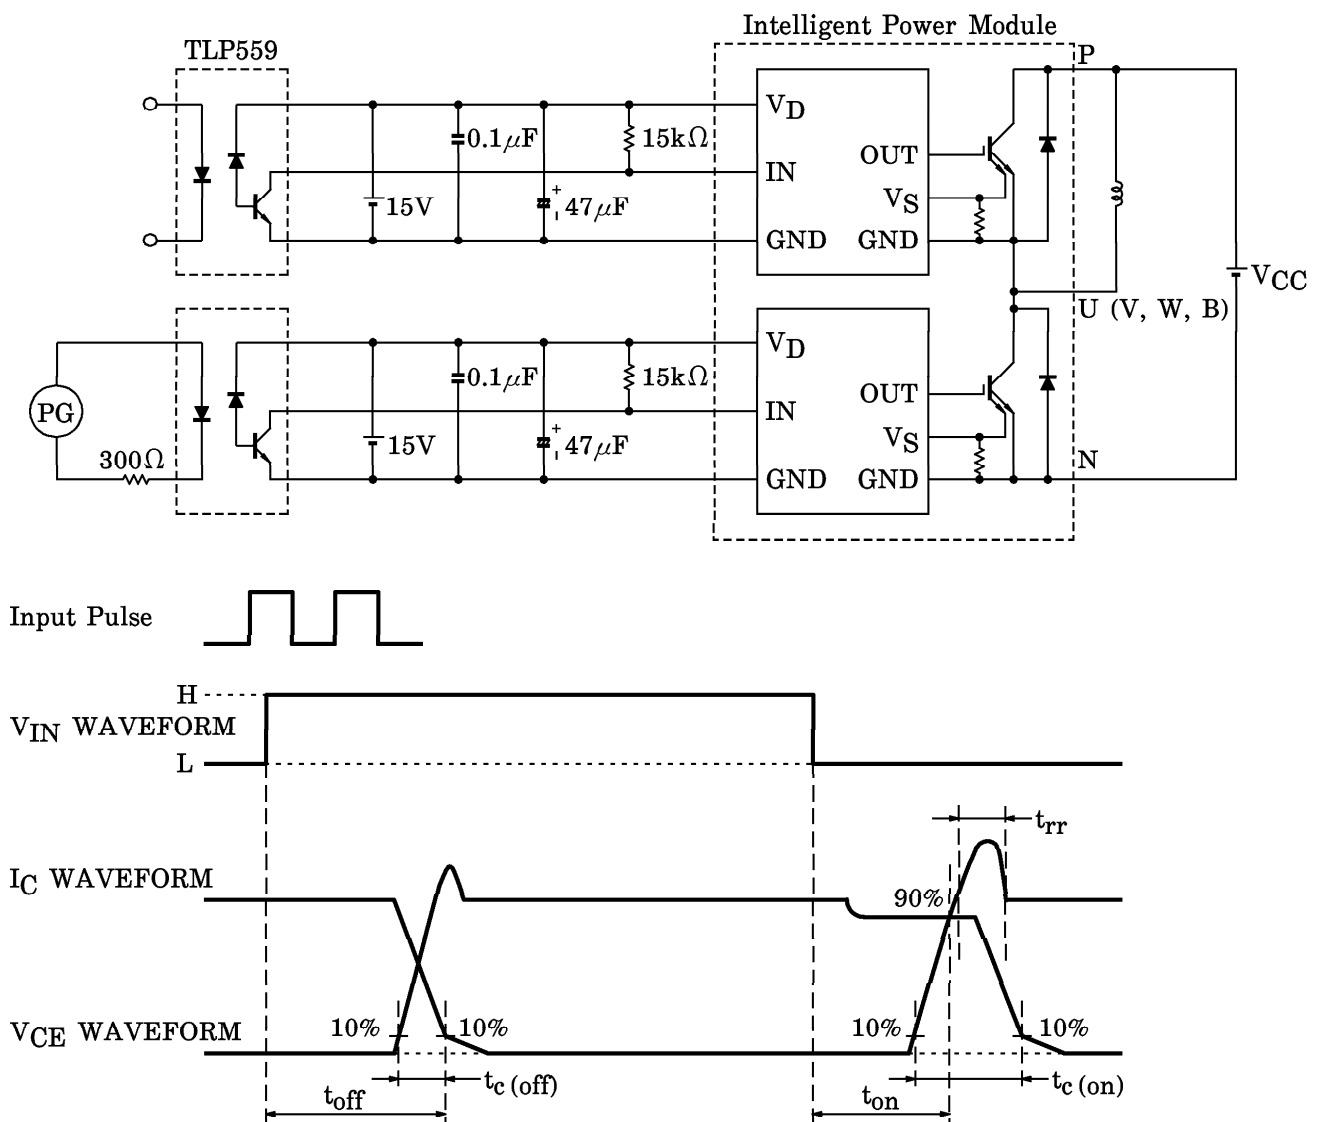 Intelligent Power Module
TLP559
P
VD
0.1μF
15kΩ
OUT
IN
VS
15V
+
47μF
GND
GND
VCC
U (V, W, B)
VD
0.1μF
15kΩ
OUT
PG
IN
VS
15V
+
47μF
300Ω
N
GND
GND
Input Pulse
H
VIN WAVEFORM
L
trr
IC WAVEFORM
90%
VCE WAVEFORM
10%
10%
10%
10%
tc (off)
tc (on)
toff
ton